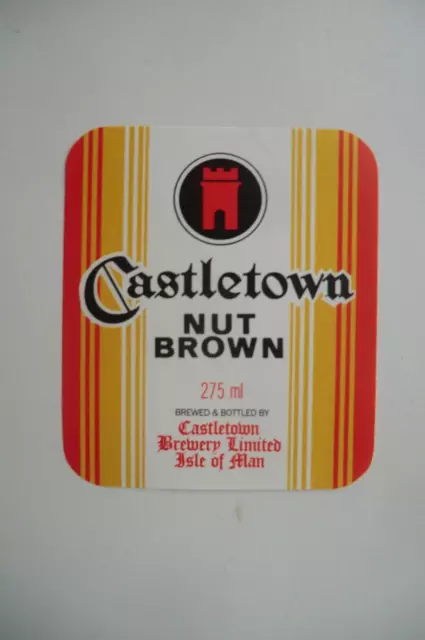 Castletown
NUT
BROWN
275 ml
BREWED & BOTTLED BY
Castletown
Brewery Limited
Isle of Man